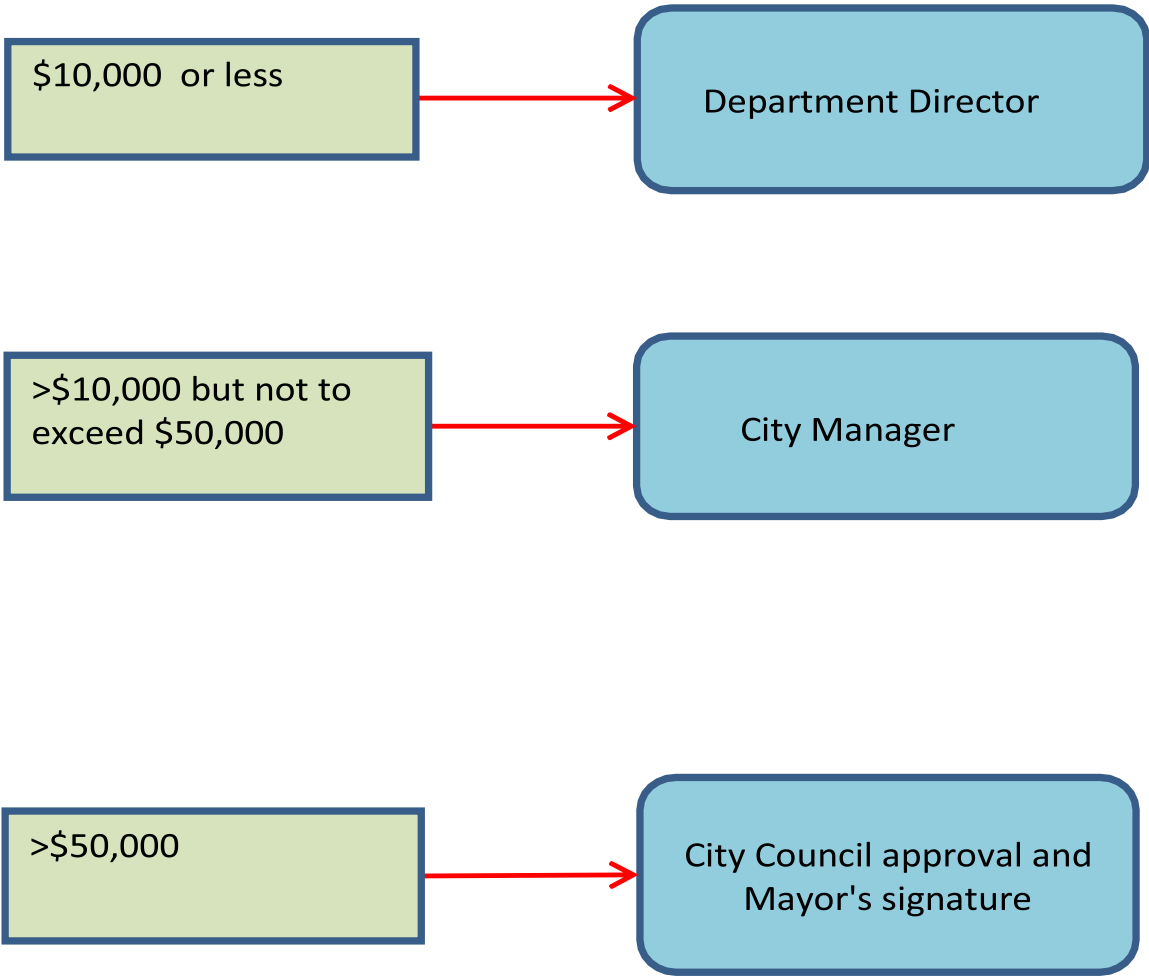 $10,000  or less
Department Director
>$10,000 but not to
exceed $50,000
City Manager
>$50,000
City Council approval and
Mayor's signature